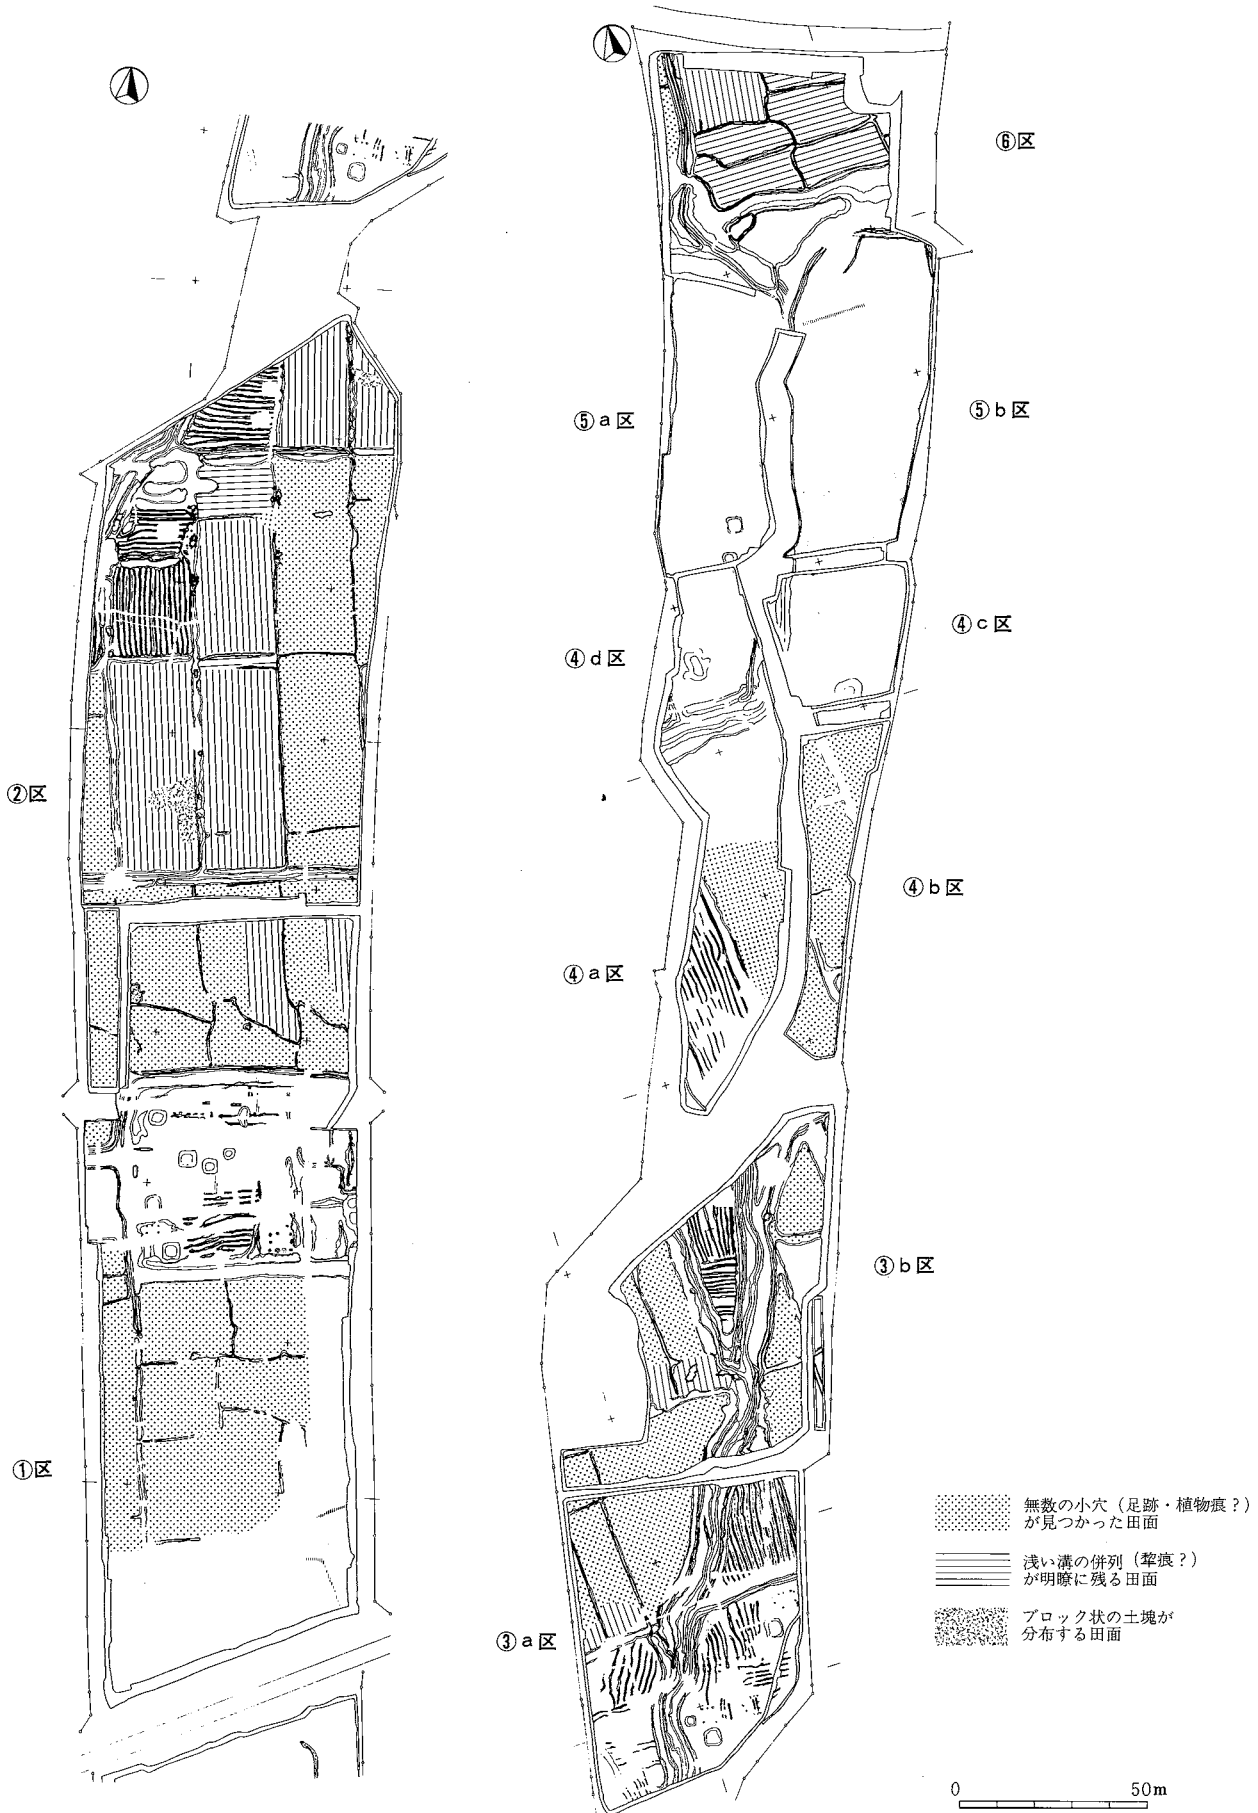 ⑥区
⑤a区
⑤b区
④d区
④c区
②区
④b区
④a区
③b区
①区
③a区
無数の小穴(足跡・植物痕?)
が見つかった田面
浅い溝の併列(犂痕?)
が明瞭に残る田面
ブロック状の土塊が
分布する田面
0 50m